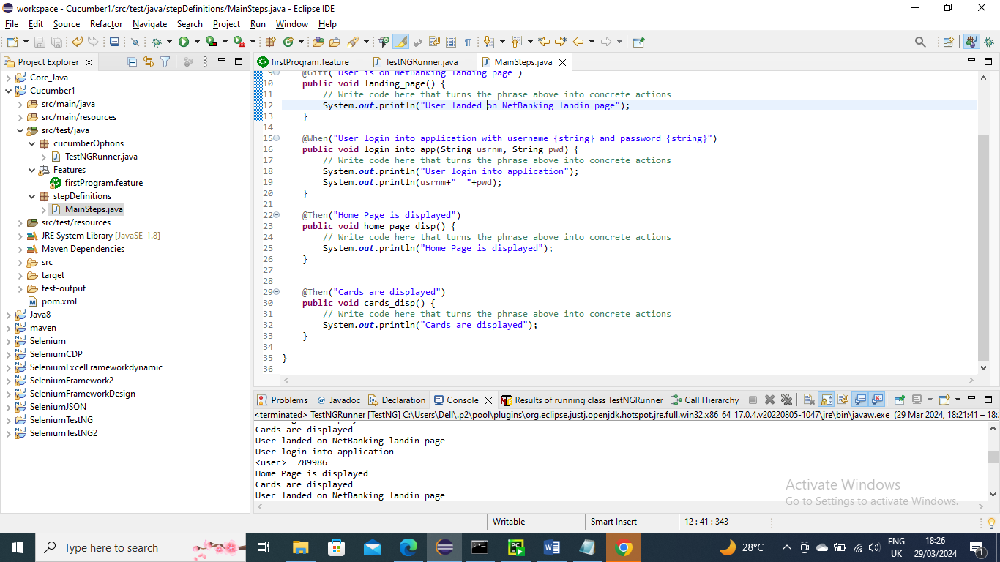 workspace - Cucumber1/src/test/java/stepDefinitions/MainSteps.java - Eclipse IDE
File Edit Source Refactor Navigate Search Project Run Window Help
Project Explorer
Core_Java
Cucumber1
src/main/java
src/main/resources
src/test/java
cucumberOptions
TestNGRunner.java
Features
firstProgram.feature
stepDefinitions
MainSteps.java
src/test/resources
JRE System Library [JavaSE-1.8]
Maven Dependencies
src
target
test-output
pom.xml
Java8
maven
Selenium
SeleniumCDP
SeleniumExcelFrameworkdynamic
SeleniumFramework2
SeleniumFrameworkDesign
SeleniumJSON
SeleniumTestNG
SeleniumTestNG2
firstProgram.feature TestNGRunner.java MainSteps.java
9 "User is on NetBanking landing page")
10 public void landing_page() {
11 // Write code here that turns the phrase above into concrete actions
12 System.out.println("User landed on NetBanking landin page");
13 }
14
15 @When("User login into application with username {string} and password {string}")
16 public void login_into_app(String usrnm, String pwd) {
17 // Write code here that turns the phrase above into concrete actions
18 System.out.println("User login into application");
19 System.out.println(usrnm+"  "+pwd);
20 }
21
22 @Then("Home Page is displayed")
23 public void home_page_disp() {
24 // Write code here that turns the phrase above into concrete actions
25 System.out.println("Home Page is displayed");
26 }
27
28
29 @Then("Cards are displayed")
30 public void cards_disp() {
31 // Write code here that turns the phrase above into concrete actions
32 System.out.println("Cards are displayed");
33 }
34
35 }
36
Problems @ Javadoc Declaration Console Results of running class TestNGRunner Call Hierarchy
<terminated> TestNGRunner [TestNG] C:\Users\Dell\.p2\pool\plugins\org.eclipse.justj.openjdk.hotspot.jre.full.win32.x86_64_17.0.4.v20220805-1047\jre\bin\javaw.exe (29 Mar 2024, 18:21:41 – 18:
Cards are displayed
User landed on NetBanking landin page
User login into application
<user>  789986
Home Page is displayed
Cards are displayed
User landed on NetBanking landin page
Activate Windows
Go to Settings to activate Windows.
Writable Smart Insert 12 : 41 : 343
Type here to search
28°C
ENG
UK
18:26
29/03/2024
1